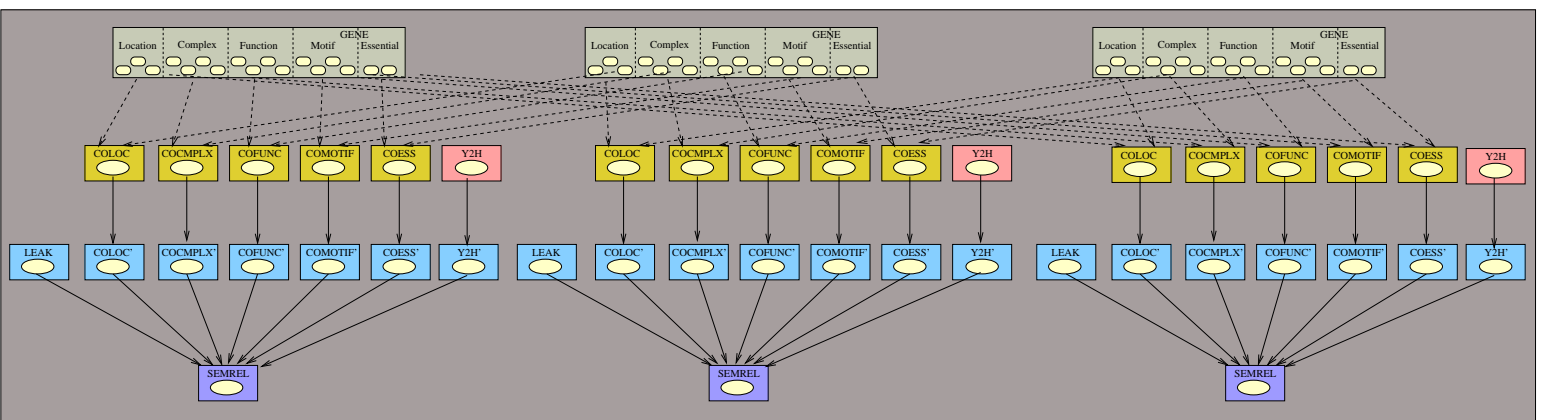 GENE GENE GENE
Location Complex Function Motif Essential Location Complex Function Motif Essential Location Complex Function Motif Essential
COLOC COCMPLX COFUNC COMOTIF COESS Y2H COLOC COCMPLX COFUNC COMOTIF COESS Y2H COLOC COCMPLX COFUNC COMOTIF COESS Y2H
LEAK COLOC' COCMPLX' COFUNC' COMOTIF' COESS' Y2H' LEAK COLOC' COCMPLX' COFUNC' COMOTIF' COESS' Y2H' LEAK COLOC' COCMPLX' COFUNC' COMOTIF' COESS' Y2H'
SEMREL SEMREL SEMREL